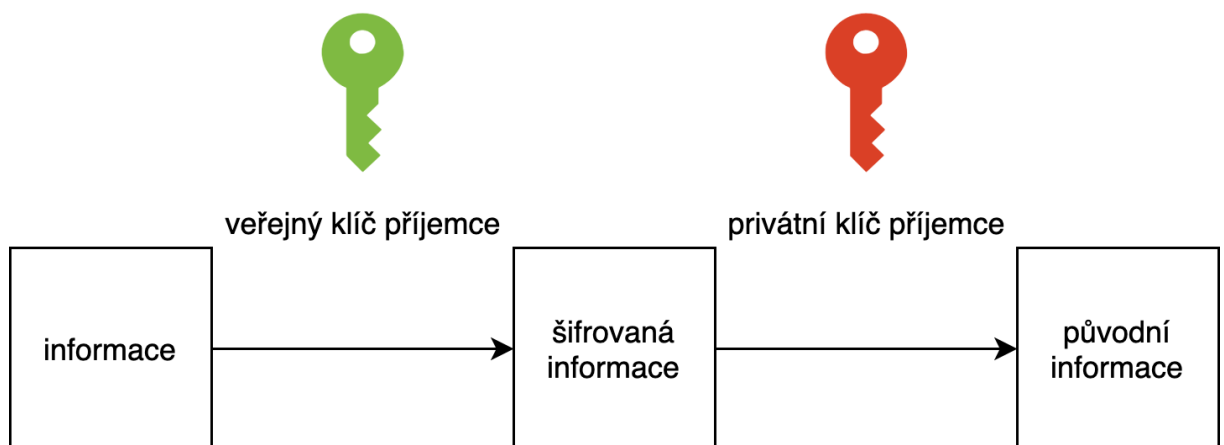 veřejný klíč příjemce
privátní klíč příjemce
informace
šifrovaná
informace
původní
informace